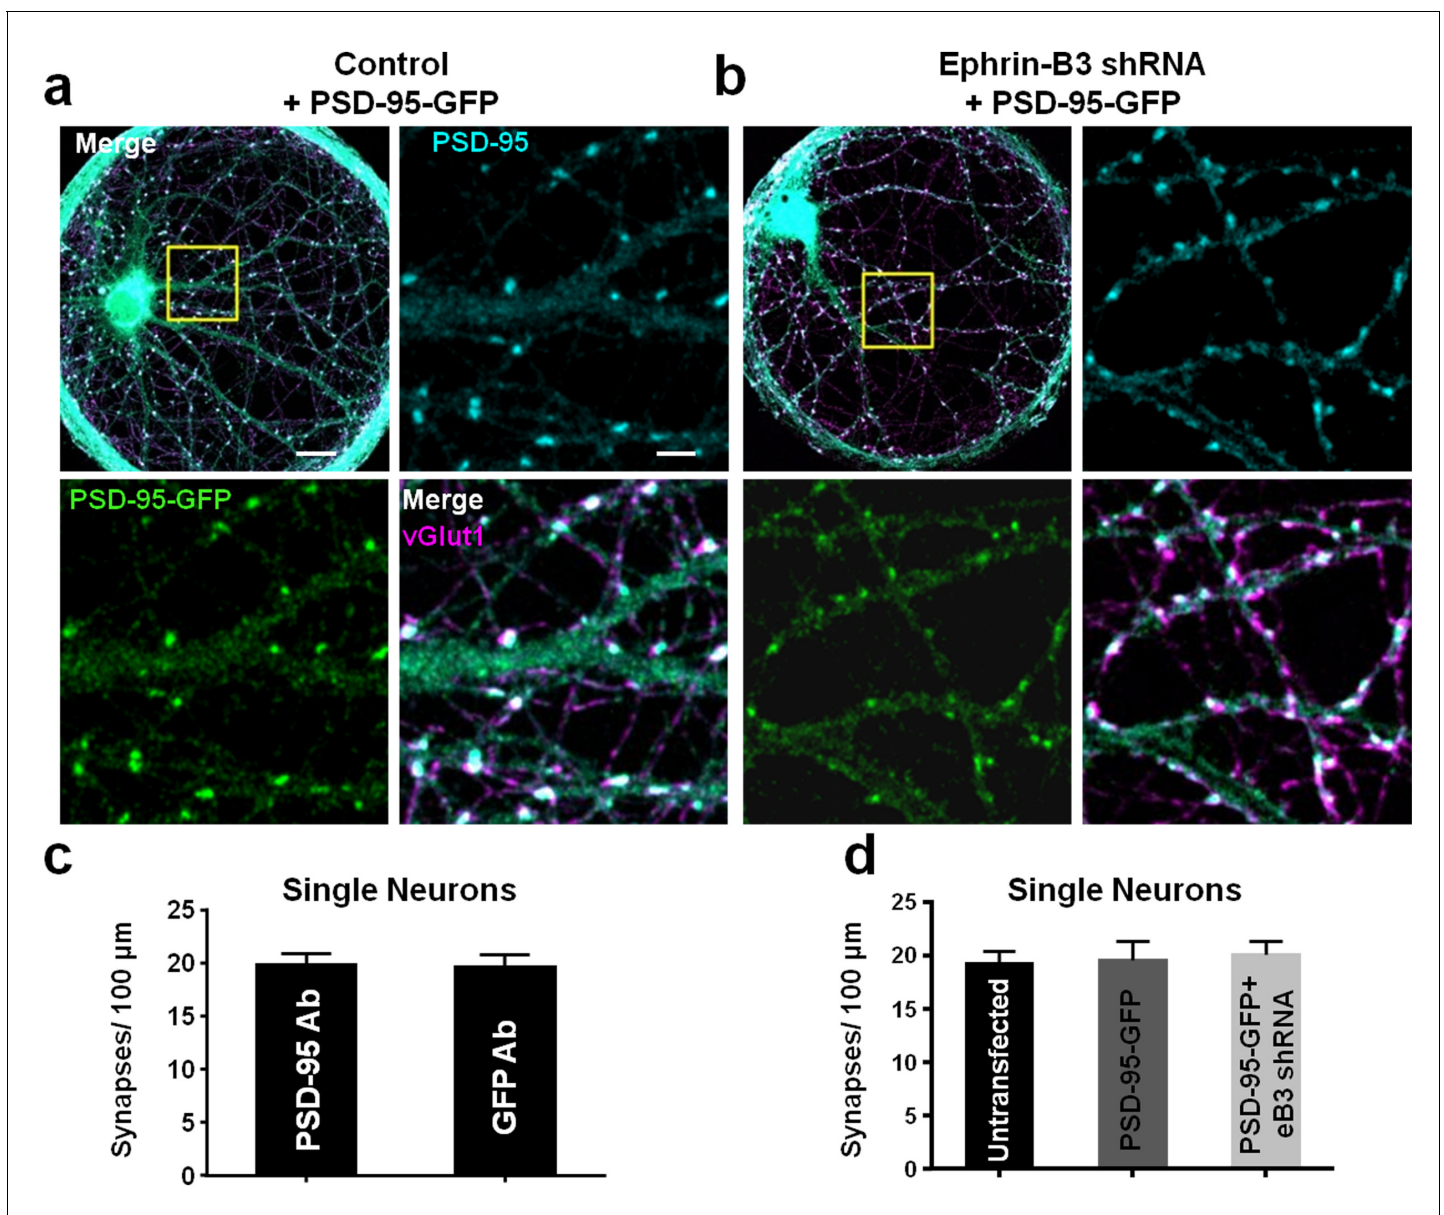 a
Control
+ PSD-95-GFP
b
Ephrin-B3 shRNA
+ PSD-95-GFP
Merge
PSD-95
PSD-95-GFP
Merge
vGlut1
c
Single Neurons
Synapses/ 100 µm
25
20
15
10
5
0
PSD-95 Ab
GFP Ab
d
Single Neurons
Synapses/ 100 µm
25
20
15
10
5
0
Untransfected
PSD-95-GFP
PSD-95-GFP+
eB3 shRNA